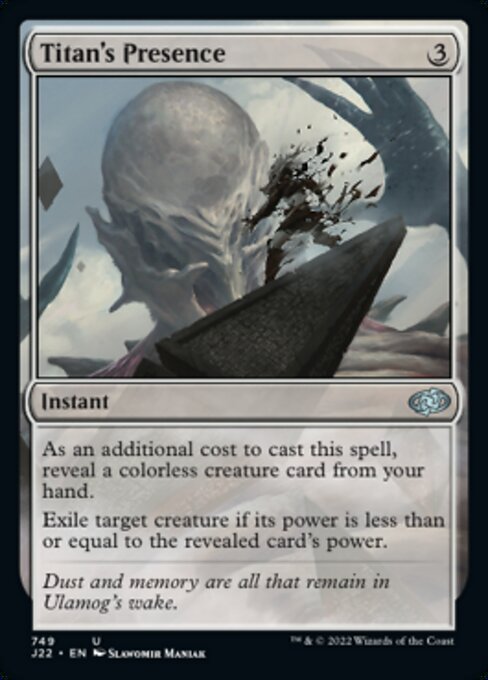 Titan's Presence 3
Instant
As an additional cost to cast this spell,
reveal a colorless creature card from your
hand.
Exile target creature if its power is less than
or equal to the revealed card's power.
Dust and memory are all that remain in
Ulamog's wake.
749 U
J22 • EN Slawomir Maniak
™ & © 2022 Wizards of the Coast